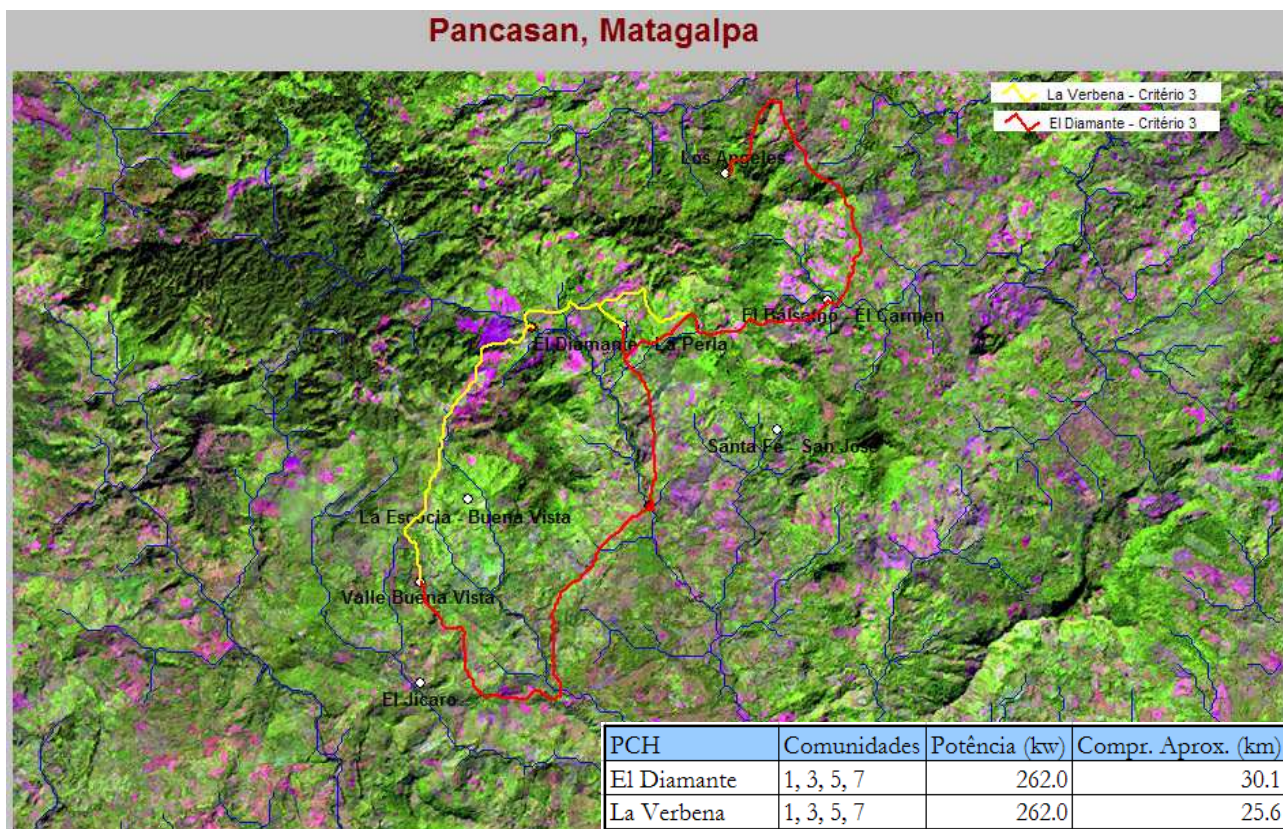 Pancasan, Matagalpa
La Verbena - Critério 3
El Diamante - Critério 3
Los Angeles
El Balsamo - El Carmen
El Diamante - La Perla
Santa Fe - San Jose
La Escocia - Buena Vista
Valle Buena Vista
El Jicaro
PCH Comunidades Potência (kw) Compr. Aprox. (km)
El Diamante 1, 3, 5, 7 262.0 30.1
La Verbena 1, 3, 5, 7 262.0 25.6